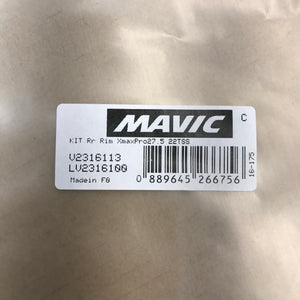 MAVIC
C
KIT Rr Rim XmaxPro27.5 22TSS
V2316113
LV2316100
Madein FG
0 889645 266756
16-175